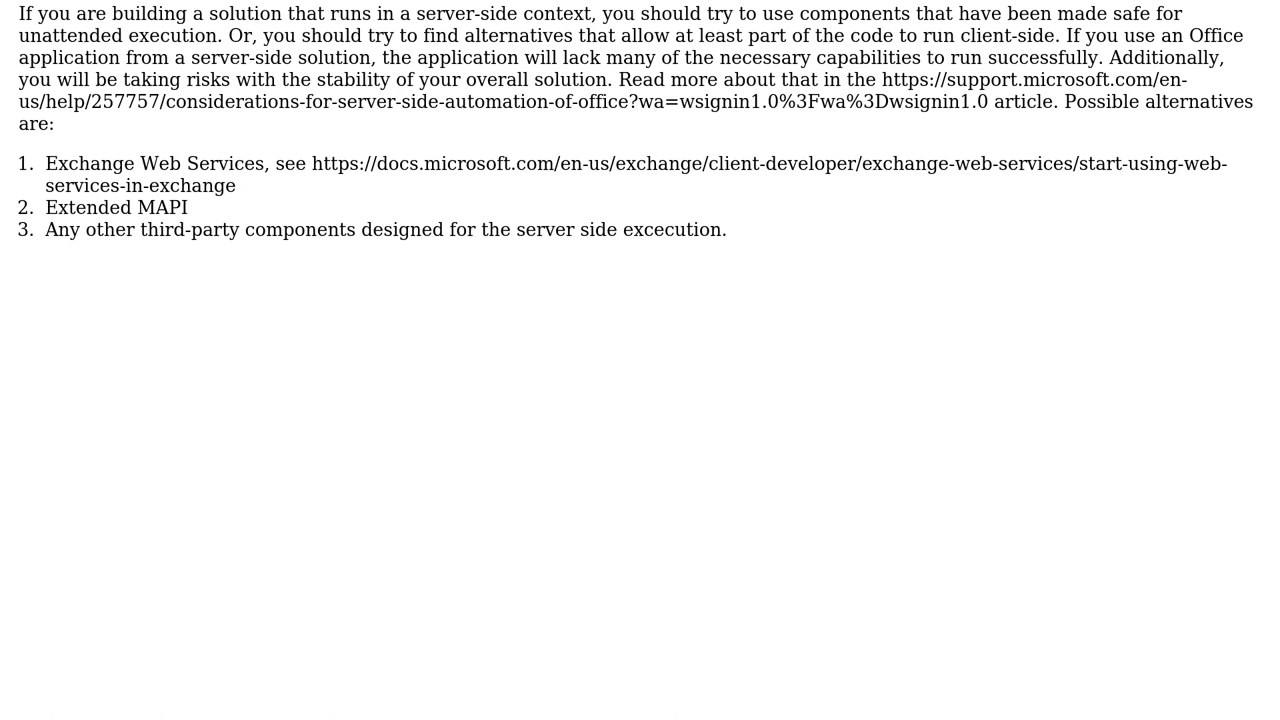 If you are building a solution that runs in a server-side context, you should try to use components that have been made safe for
unattended execution. Or, you should try to find alternatives that allow at least part of the code to run client-side. If you use an Office
application from a server-side solution, the application will lack many of the necessary capabilities to run successfully. Additionally,
you will be taking risks with the stability of your overall solution. Read more about that in the https://support.microsoft.com/en-
us/help/257757/considerations-for-server-side-automation-of-office?wa=wsignin1.0%3Fwa%3Dwsignin1.0 article. Possible alternatives
are:
1. Exchange Web Services, see https://docs.microsoft.com/en-us/exchange/client-developer/exchange-web-services/start-using-web-
services-in-exchange
2. Extended MAPI
3. Any other third-party components designed for the server side excecution.